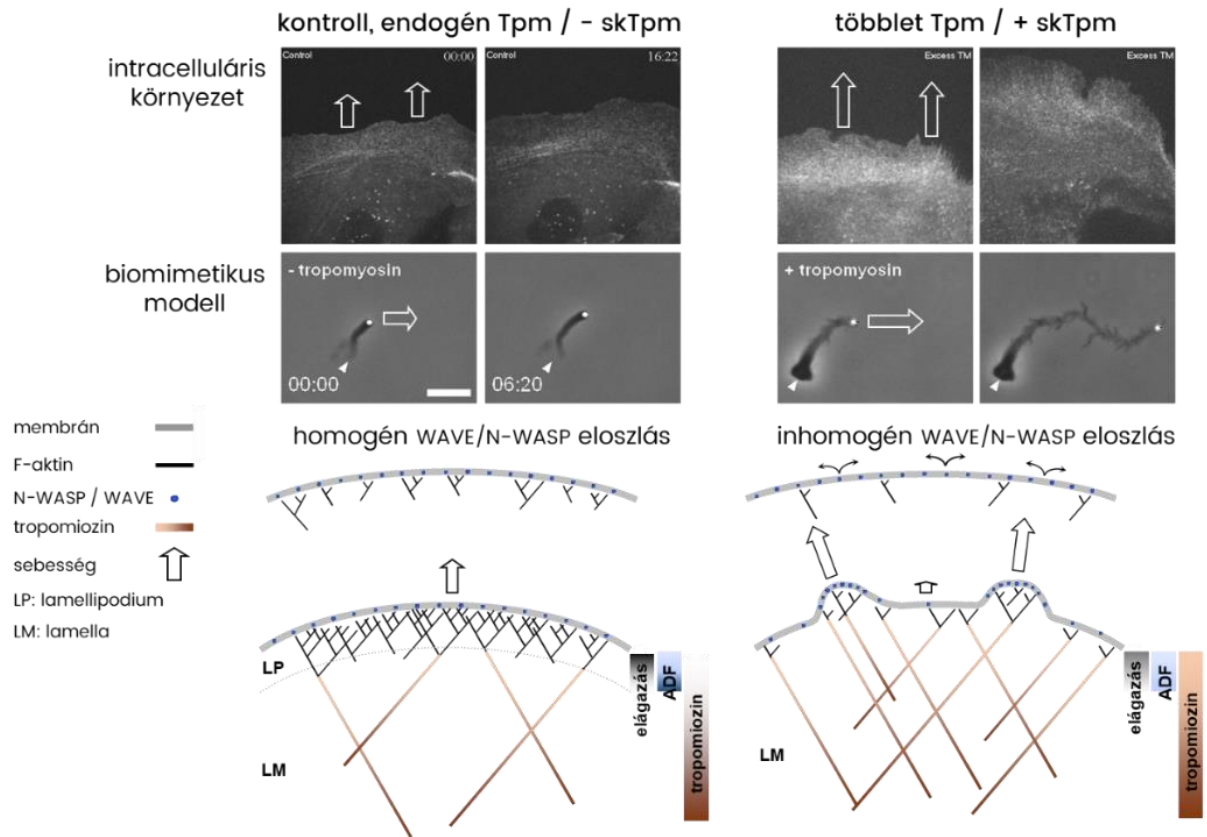 kontroll, endogén Tpm / - skTpm
többlet Tpm / + skTpm
intracelluláris
környezet
Control
00:00
Control
16:22
Excess TM
Excess TM
biomimetikus
modell
- tropomyosin
00:00
06:20
+ tropomyosin
homogén WAVE/N-WASP eloszlás
inhomogén WAVE/N-WASP eloszlás
membrán
F-aktin
N-WASP / WAVE
tropomiozin
sebesség
LP: lamellipodium
LM: lamella
LP
LM
elágazás
ADF
tropomiozin
LM
elágazás
ADF
tropomiozin